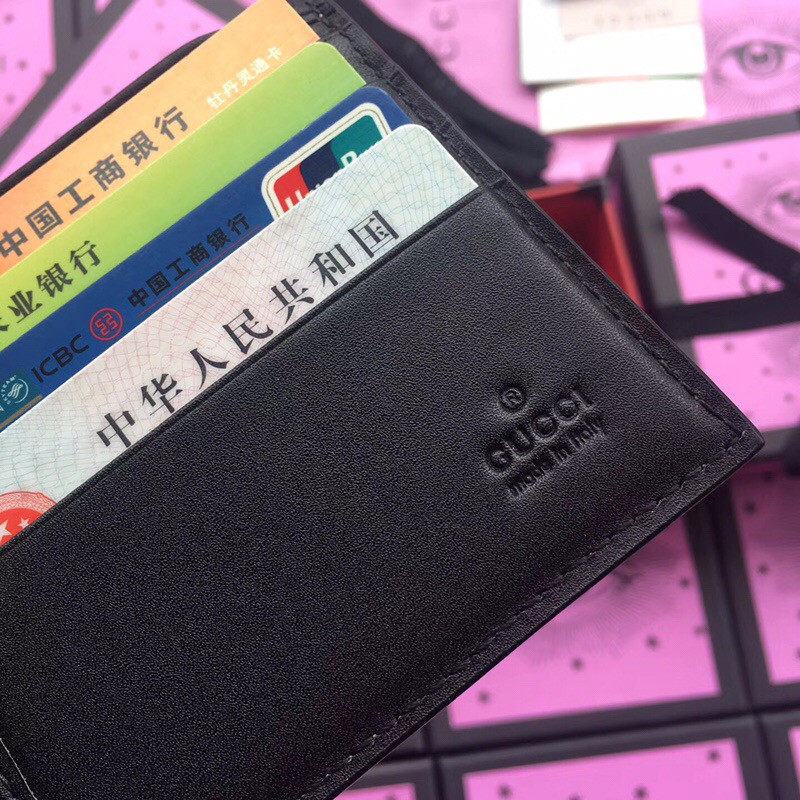 中国工商银行
牡丹灵通卡
业银行
ICBC 中国工商银行
中华人民共和国
®
GUCCI
made in italy